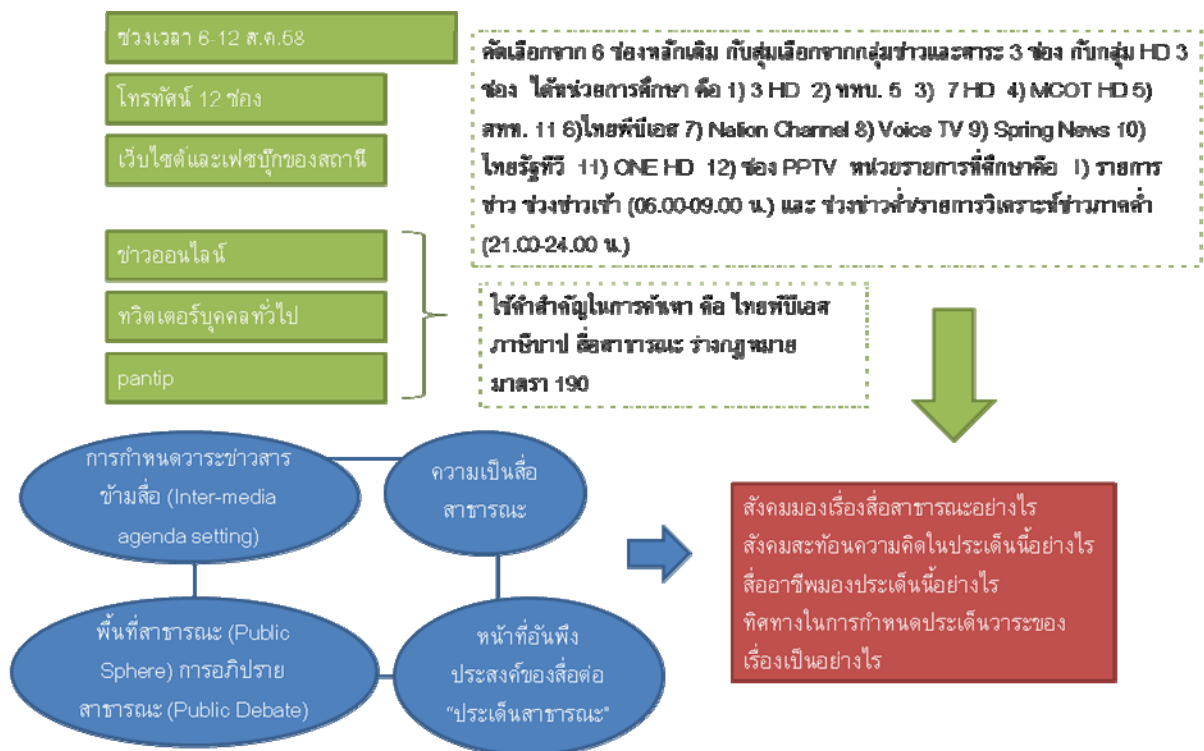 ช่วงเวลา 6-12 ส.ค.58
โทรทัศน์ 12 ช่อง
เว็บไซต์และเฟซบุ๊กของสถานี
คัดเลือกจาก 6 ช่องหลักเดิม กับสุ่มเลือกจากกลุ่มข่าวและสาระ 3 ช่อง กับกลุ่ม HD 3
ช่อง ได้หน่วยการศึกษา คือ 1) 3 HD 2) ททบ. 5 3) 7 HD 4) MCOT HD 5)
สทท. 11 6)ไทยพีบีเอส 7) Nation Channel 8) Voice TV 9) Spring News 10)
ไทยรัฐทีวี 11) ONE HD 12) ช่อง PPTV หน่วยรายการที่ศึกษาคือ 1) รายการ
ข่าว ช่วงข่าวเช้า (06.00-09.00 น.) และ ช่วงข่าวค่ำ/รายการวิเคราะห์ข่าวภาคค่ำ
(21.00-24.00 น.)
ข่าวออนไลน์
ทวิตเตอร์บุคคลทั่วไป
pantip
ใช้คำสำคัญในการค้นหา คือ ไทยพีบีเอส
ภาษีบาป สื่อสาธารณะ ร่างกฎหมาย
มาตรา 190
การกำหนดวาระข่าวสาร
ข้ามสื่อ (Inter-media
agenda setting)
ความเป็นสื่อ
สาธารณะ
พื้นที่สาธารณะ (Public
Sphere) การอภิปราย
สาธารณะ (Public Debate)
หน้าที่อันพึง
ประสงค์ของสื่อต่อ
"ประเด็นสาธารณะ"
สังคมมองเรื่องสื่อสาธารณะอย่างไร
สังคมสะท้อนความคิดในประเด็นนี้อย่างไร
สื่ออาชีพมองประเด็นนี้อย่างไร
ทิศทางในการกำหนดประเด็นวาระของ
เรื่องเป็นอย่างไร